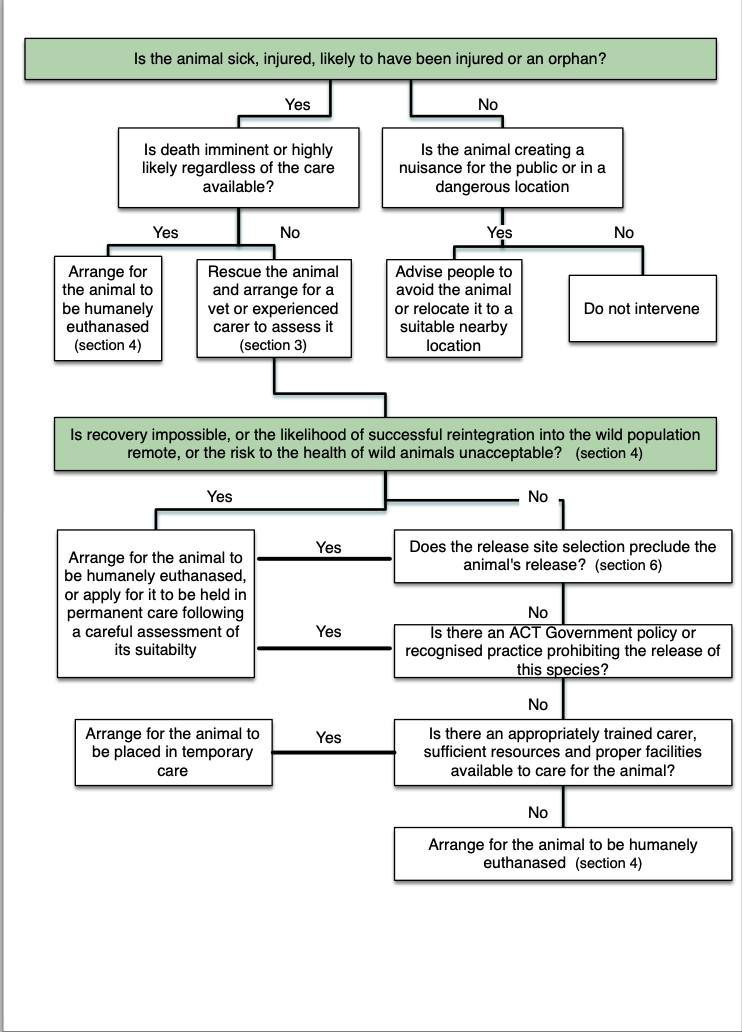 Is the animal sick, injured, likely to have been injured or an orphan?
Yes
No
Is death imminent or highly
likely regardless of the care
available?
Is the animal creating a
nuisance for the public or in a
dangerous location
Yes
No
Yes
No
Arrange for
the animal to
be humanely
euthanased
(section 4)
Rescue the animal
and arrange for a
vet or experienced
carer to assess it
(section 3)
Advise people to
avoid the animal
or relocate it to a
suitable nearby
location
Do not intervene
Is recovery impossible, or the likelihood of successful reintegration into the wild population
remote, or the risk to the health of wild animals unacceptable? (section 4)
Yes
No
Arrange for the animal to
be humanely euthanased,
or apply for it to be held in
permanent care following
a careful assessment of
its suitabilty
Yes
Does the release site selection preclude the
animal's release? (section 6)
No
Yes
Is there an ACT Government policy or
recognised practice prohibiting the release of
this species?
No
Arrange for the animal to
be placed in temporary
care
Yes
Is there an appropriately trained carer,
sufficient resources and proper facilities
available to care for the animal?
No
Arrange for the animal to be humanely
euthanased (section 4)